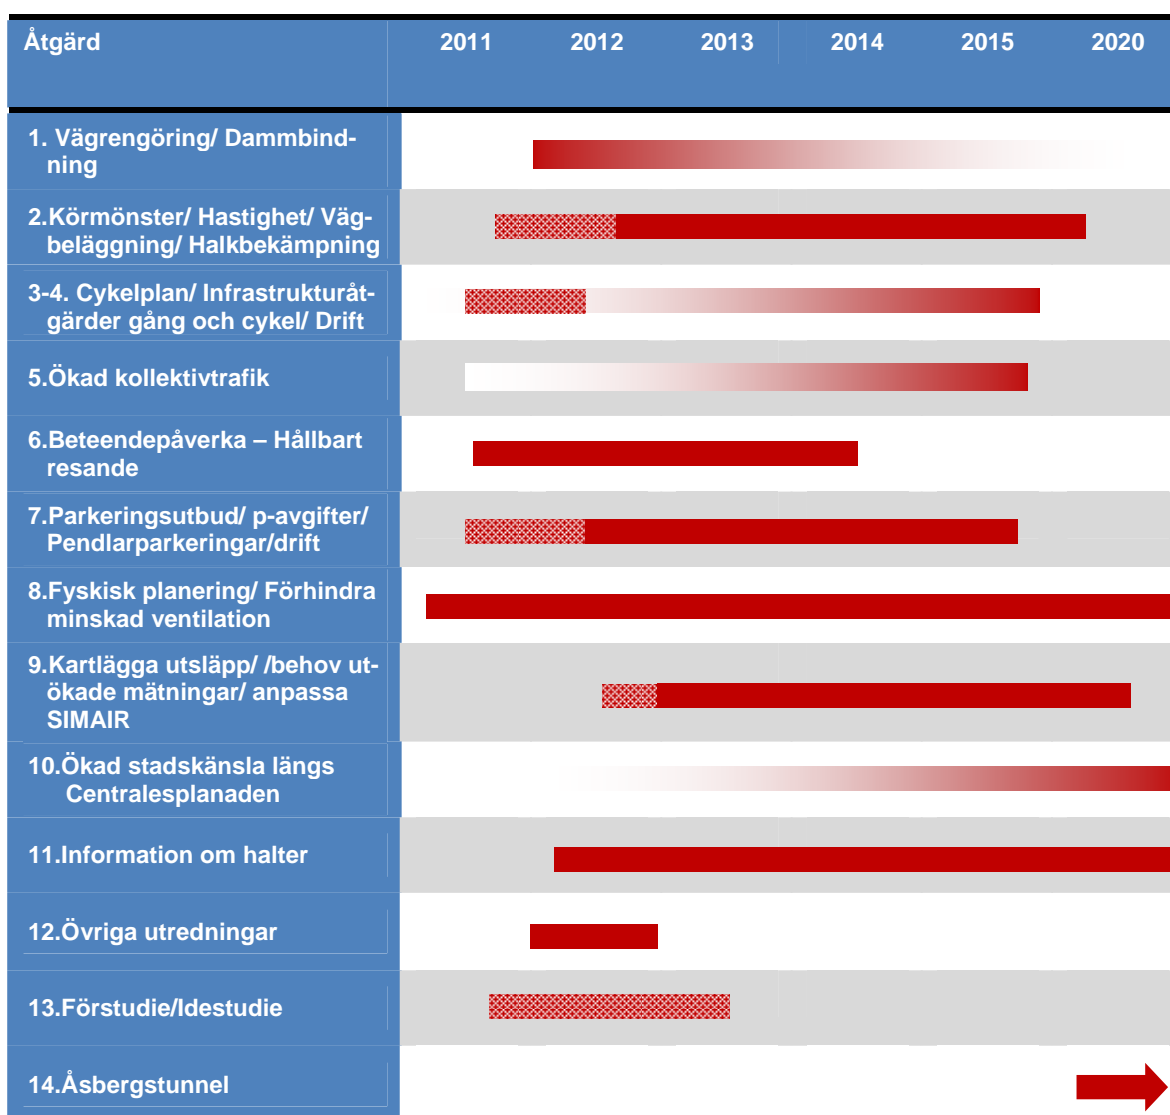 Åtgärd 2011 2012 2013 2014 2015 2020
1. Vägrengöring/ Dammbind-
ning
2.Körmönster/ Hastighet/ Väg-
beläggning/ Halkbekämpning
3-4. Cykelplan/ Infrastrukturåt-
gärder gång och cykel/ Drift
5.Ökad kollektivtrafik
6.Beteendepåverka – Hållbart
resande
7.Parkeringsutbud/ p-avgifter/
Pendlarparkeringar/drift
8.Fyskisk planering/ Förhindra
minskad ventilation
9.Kartlägga utsläpp/ /behov ut-
ökade mätningar/ anpassa
SIMAIR
10.Ökad stadskänsla längs
Centralesplanaden
11.Information om halter
12.Övriga utredningar
13.Förstudie/Idestudie
14.Åsbergstunnel